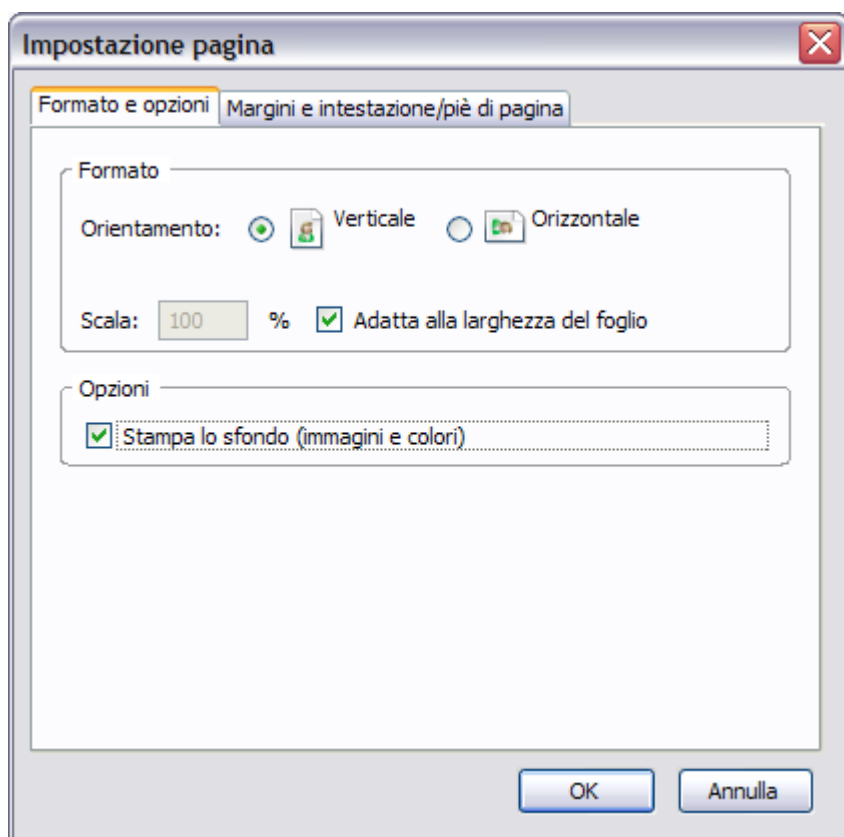 Impostazione pagina
Formato e opzioni Margini e intestazione/piè di pagina
Formato
Orientamento: Verticale Orizzontale
Scala: 100 % Adatta alla larghezza del foglio
Opzioni
Stampa lo sfondo (immagini e colori)
OK Annulla